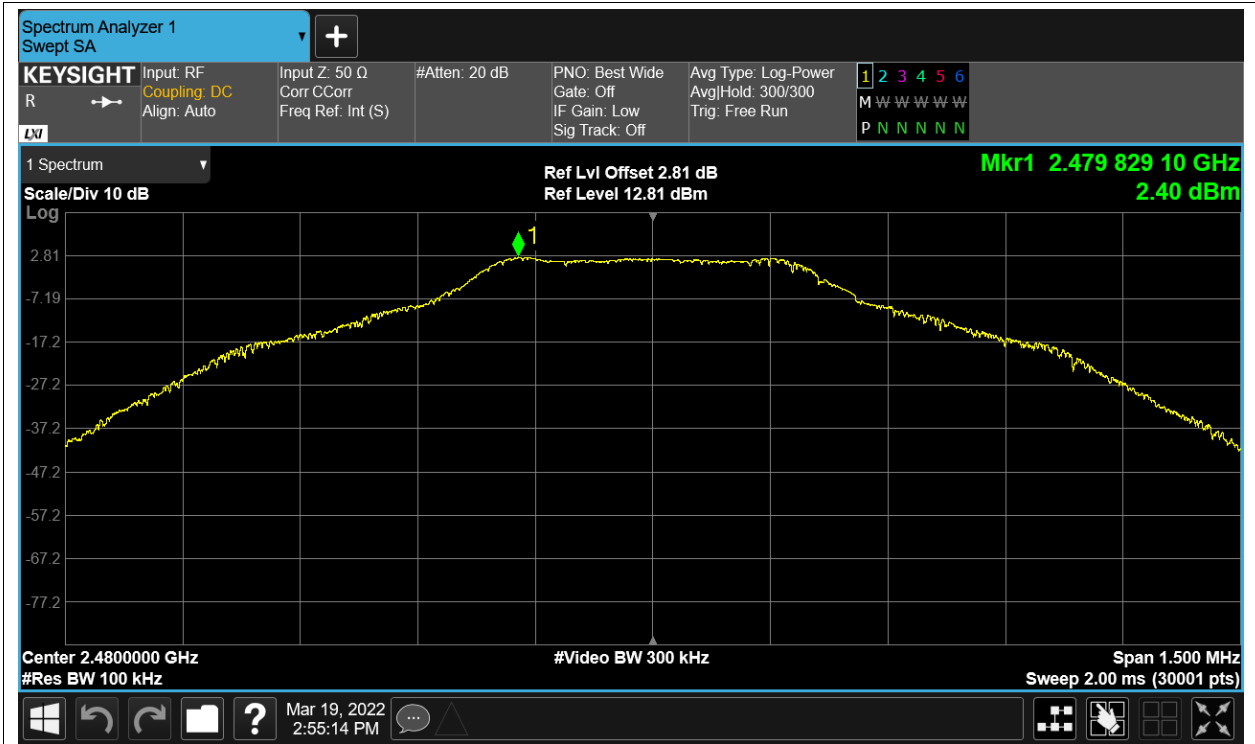 Spectrum Analyzer 1
Swept SA
KEYSIGHT
R
LXI
Input: RF
Coupling: DC
Align: Auto
Input Z: 50 Ω
Corr CCorr
Freq Ref: Int (S)
#Atten: 20 dB
PNO: Best Wide
Gate: Off
IF Gain: Low
Sig Track: Off
Avg Type: Log-Power
Avg|Hold: 300/300
Trig: Free Run
1 2 3 4 5 6
M W W W W W
P N N N N N
1 Spectrum
Scale/Div 10 dB
Log
Ref Lvl Offset 2.81 dB
Ref Level 12.81 dBm
Mkr1 2.479 829 10 GHz
2.40 dBm
1
2.81
-7.19
-17.2
-27.2
-37.2
-47.2
-57.2
-67.2
-77.2
Center 2.4800000 GHz
#Res BW 100 kHz
#Video BW 300 kHz
Span 1.500 MHz
Sweep 2.00 ms (30001 pts)
?
Mar 19, 2022
2:55:14 PM